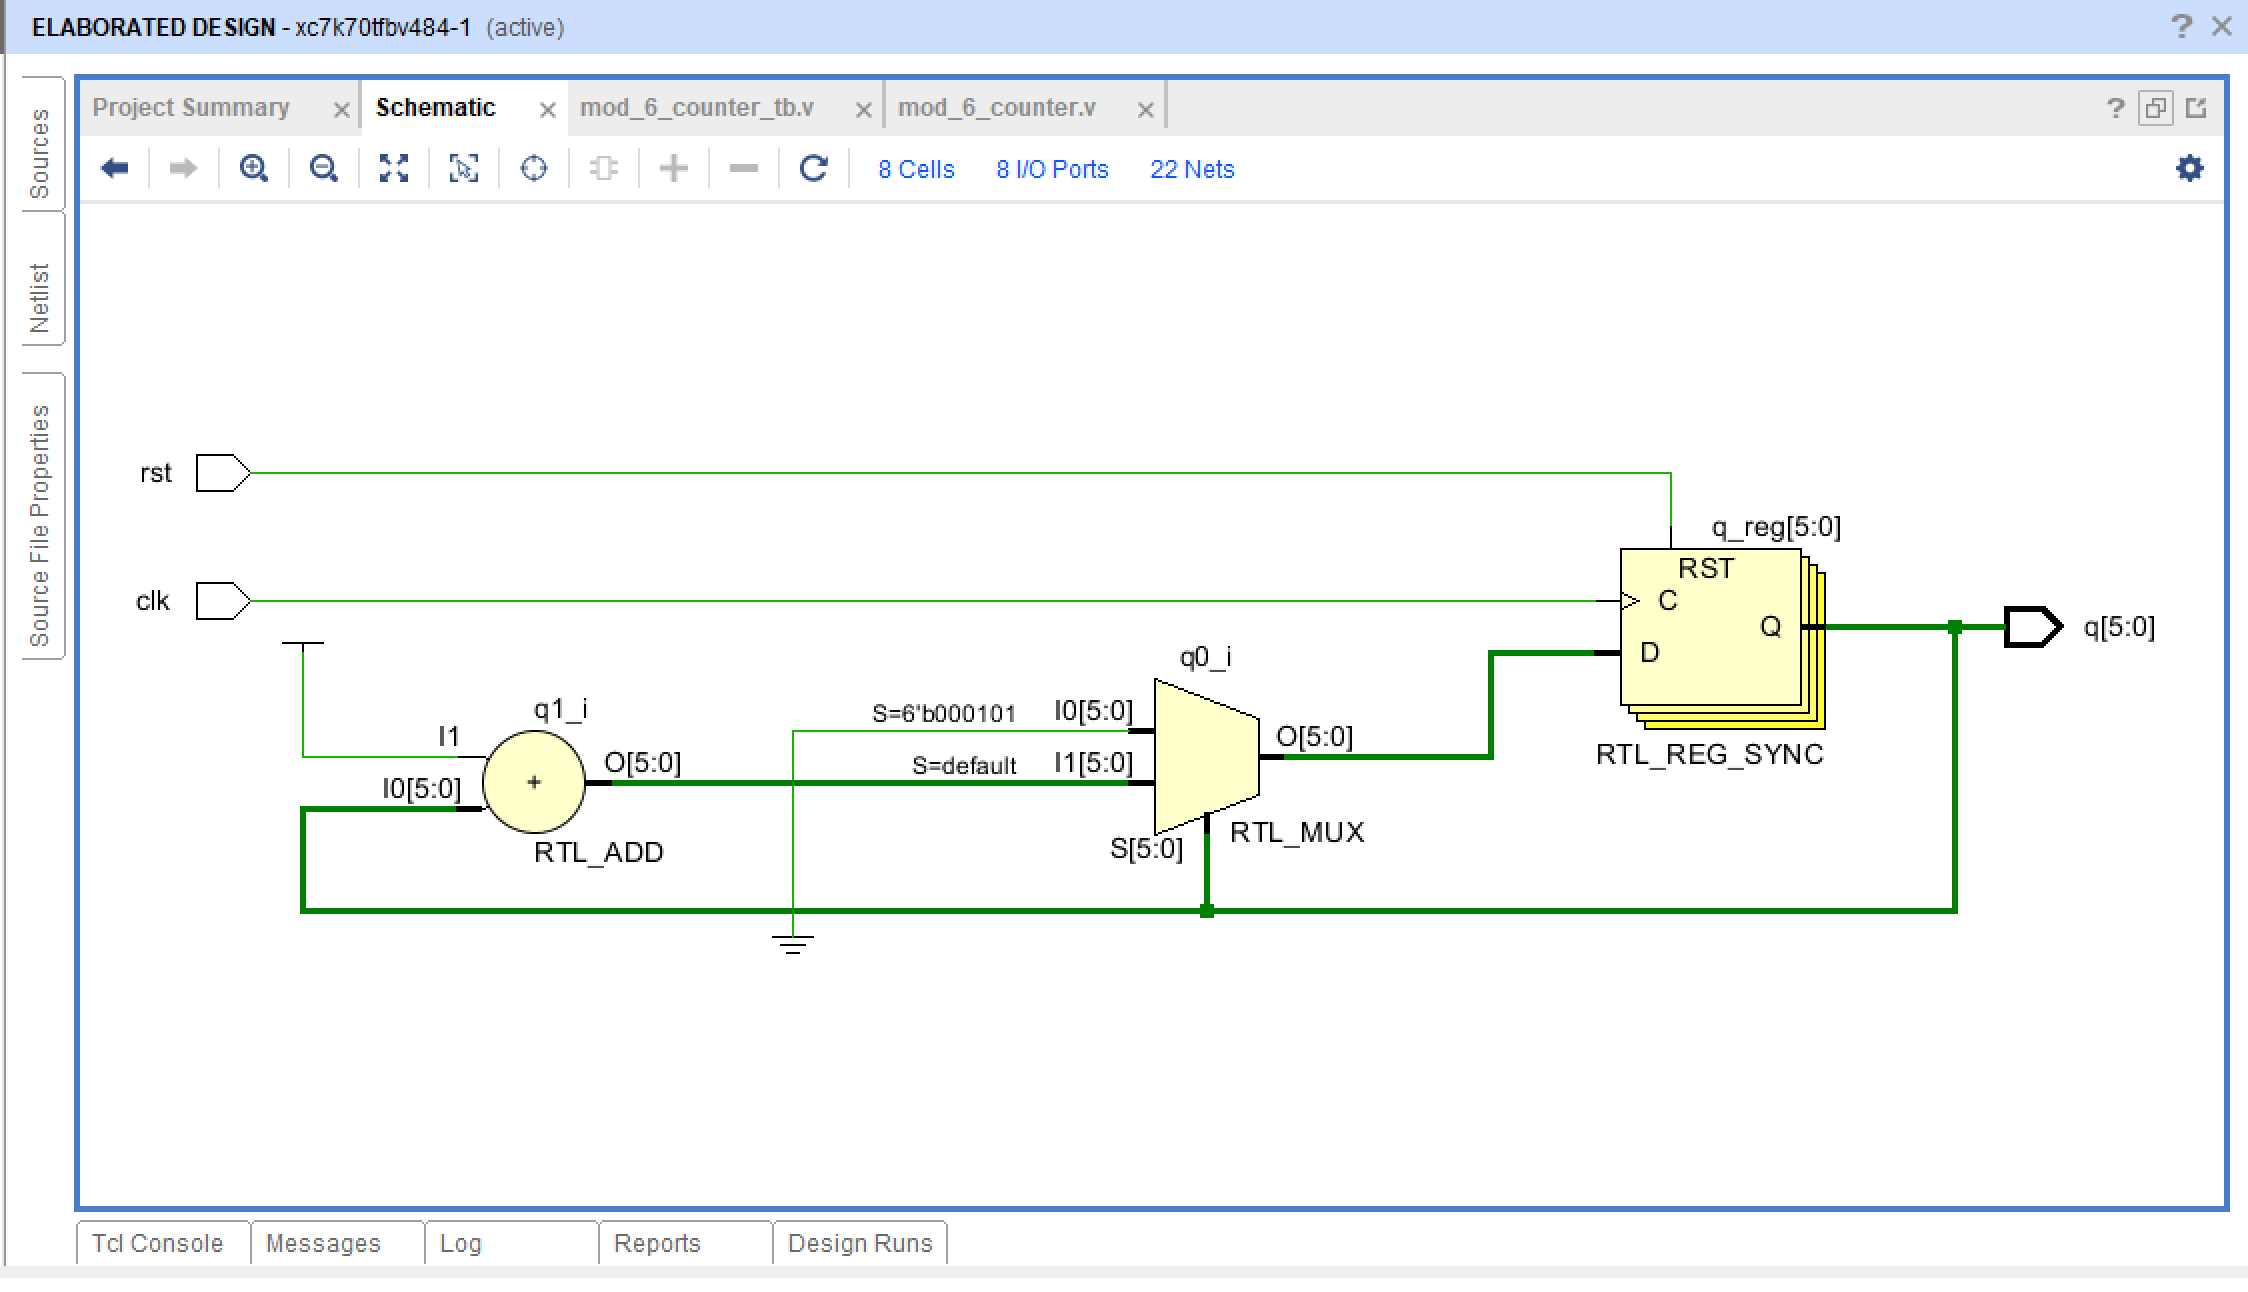 ELABORATED DESIGN - xc7k70tfbv484-1 (active)
? ×
Sources
Netlist
Source File Properties
Project Summary × Schematic × mod_6_counter_tb.v × mod_6_counter.v ×
?
8 Cells 8 I/O Ports 22 Nets
rst
q_reg[5:0]
RST
clk
C
Q
q[5:0]
D
q0_i
q1_i
S=6'b000101 I0[5:0]
I1
O[5:0]
O[5:0]
S=default I1[5:0]
RTL_REG_SYNC
I0[5:0]
+
RTL_MUX
S[5:0]
RTL_ADD
Tcl Console Messages Log Reports Design Runs